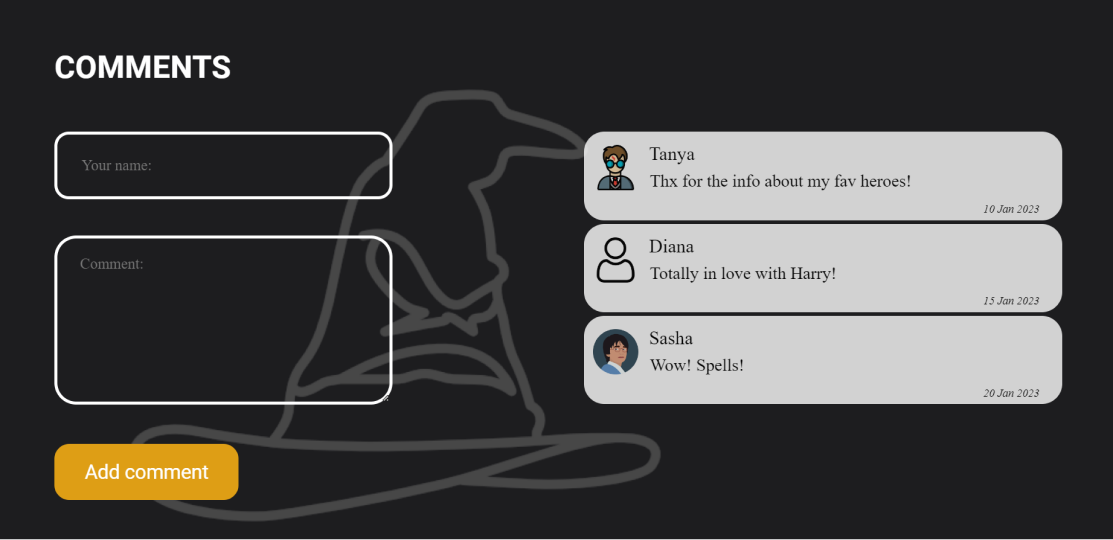 COMMENTS
Your name:
Comment:
Add comment
Tanya
Thx for the info about my fav heroes!
10 Jan 2023
Diana
Totally in love with Harry!
15 Jan 2023
Sasha
Wow! Spells!
20 Jan 2023